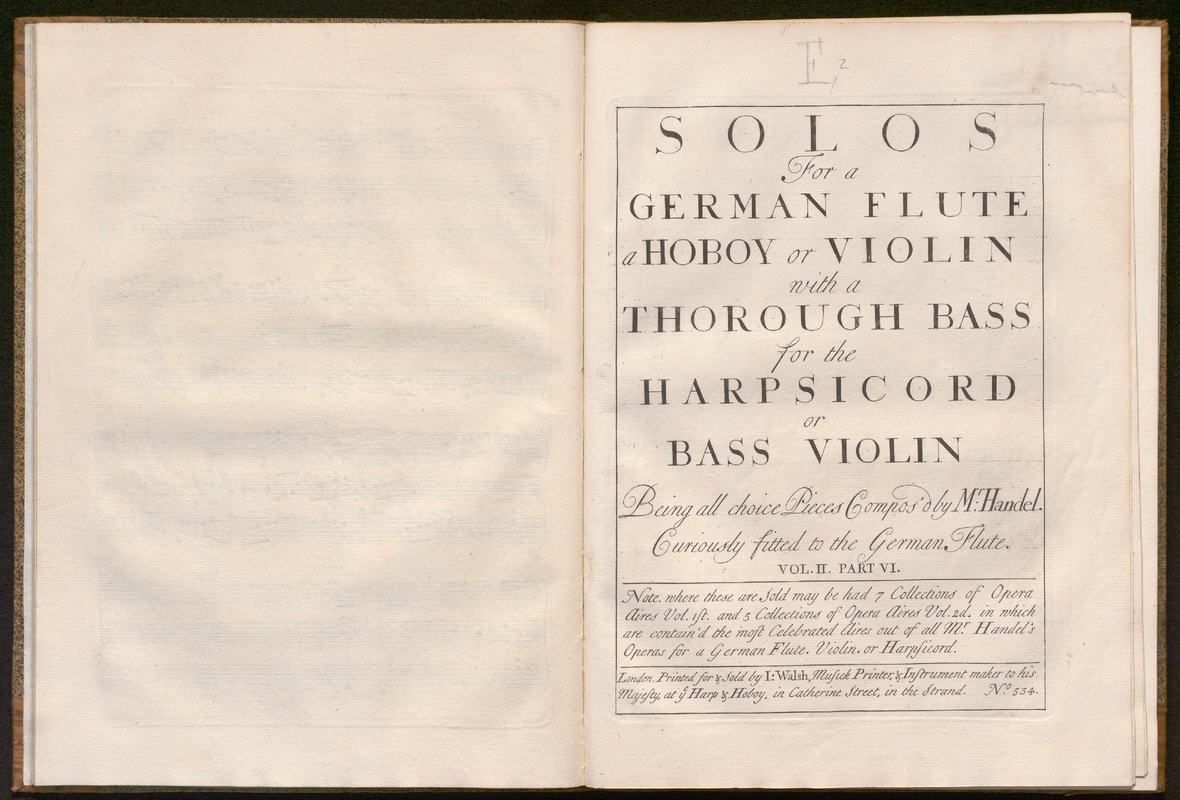 E, 2
SOLOS
For a
GERMAN FLUTE
a HOBOY or VIOLIN
with a
THOROUGH BASS
for the
HARPSICORD
or
BASS VIOLIN
Being all choice Pieces Compos'd by Mr. Handel.
Curiously fitted to the German Flute.
VOL. II. PART VI.
Note. where these are Sold may be had 7 Collections of Opera
Aires Vol. 1ſt. and 5 Collections of Opera Aires Vol. 2d. in which
are contain'd the moſt Celebrated Aires out of all Mr. Handel's
Operas for a German Flute. Violin. or Harpſicord.
London. Printed for & Sold by I: Walsh, Muſick Printer, & Inſtrument maker to his
Majeſty, at ẙ Harp & Hoboy, in Catherine Street, in the Strand. No. 534.